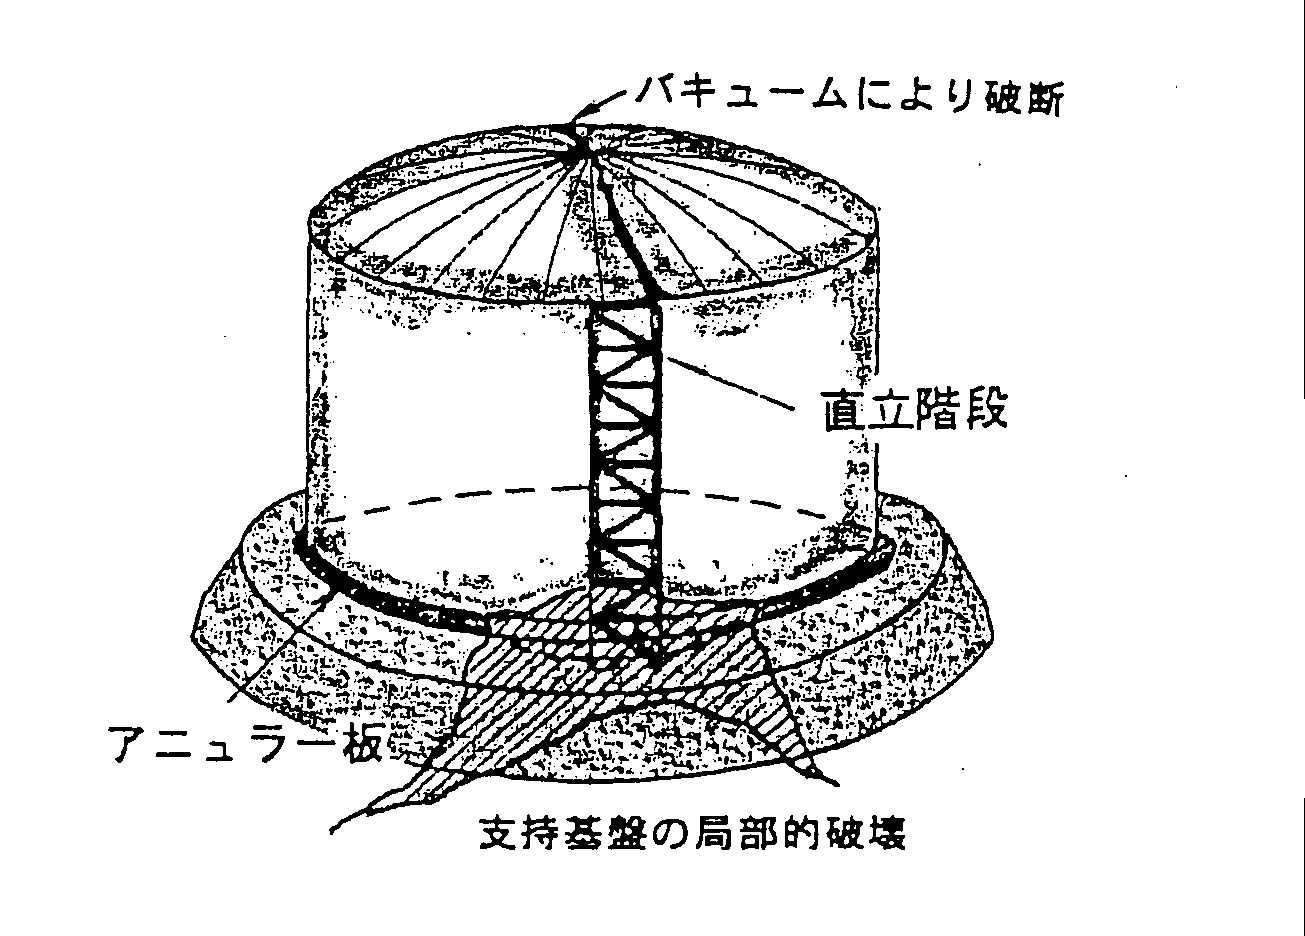 バキュームにより破断
直立階段
アニュラー板
支持基盤の局部的破壊